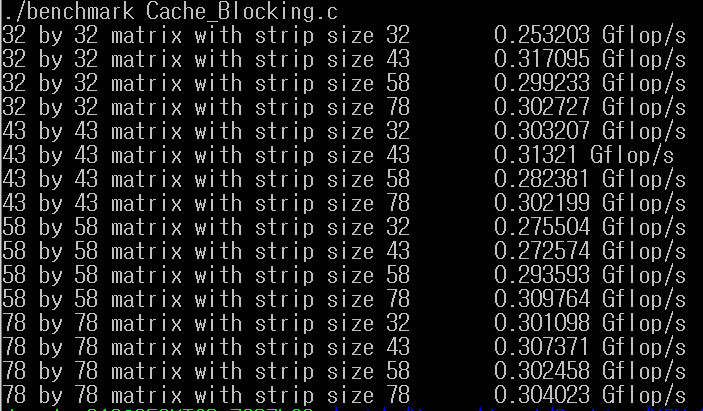 ./benchmark Cache_Blocking.c
32 by 32 matrix with strip size 32 0.253203 Gflop/s
32 by 32 matrix with strip size 43 0.317095 Gflop/s
32 by 32 matrix with strip size 58 0.299233 Gflop/s
32 by 32 matrix with strip size 78 0.302727 Gflop/s
43 by 43 matrix with strip size 32 0.303207 Gflop/s
43 by 43 matrix with strip size 43 0.31321 Gflop/s
43 by 43 matrix with strip size 58 0.282381 Gflop/s
43 by 43 matrix with strip size 78 0.302199 Gflop/s
58 by 58 matrix with strip size 32 0.275504 Gflop/s
58 by 58 matrix with strip size 43 0.272574 Gflop/s
58 by 58 matrix with strip size 58 0.293593 Gflop/s
58 by 58 matrix with strip size 78 0.309764 Gflop/s
78 by 78 matrix with strip size 32 0.301098 Gflop/s
78 by 78 matrix with strip size 43 0.307371 Gflop/s
78 by 78 matrix with strip size 58 0.302458 Gflop/s
78 by 78 matrix with strip size 78 0.304023 Gflop/s